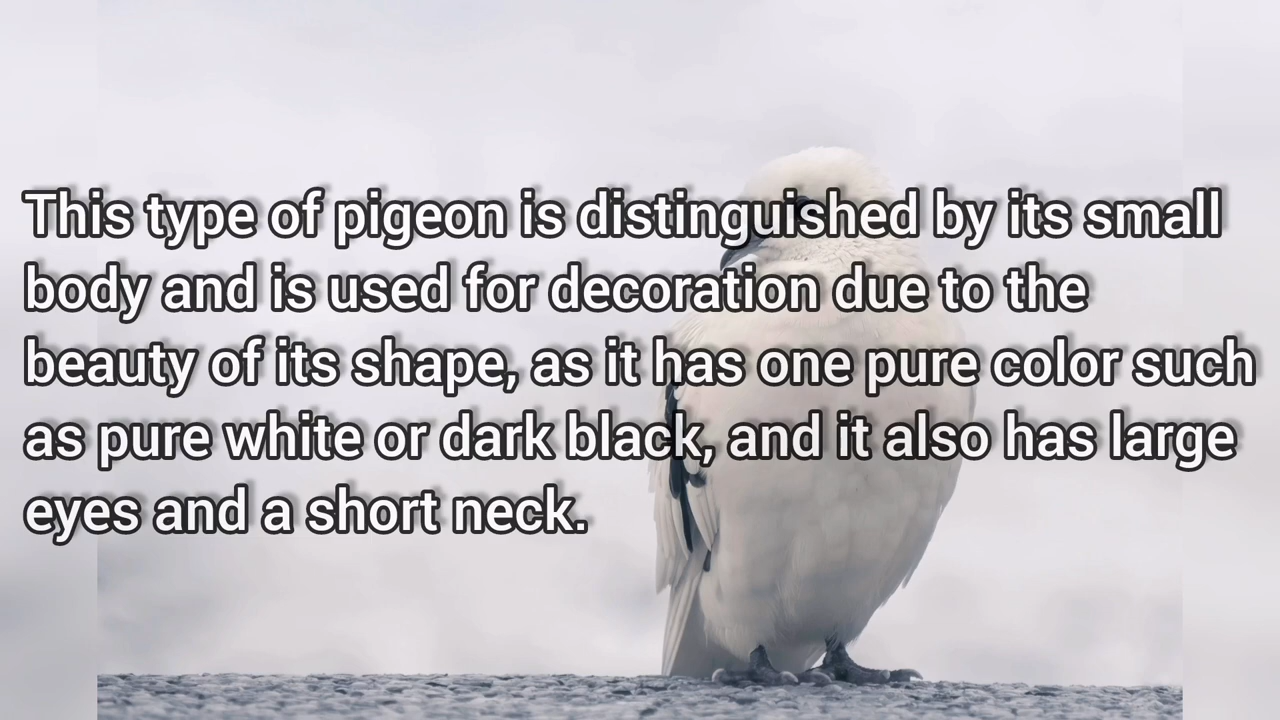 This type of pigeon is distinguished by its small
body and is used for decoration due to the
beauty of its shape, as it has one pure color such
as pure white or dark black, and it also has large
eyes and a short neck.